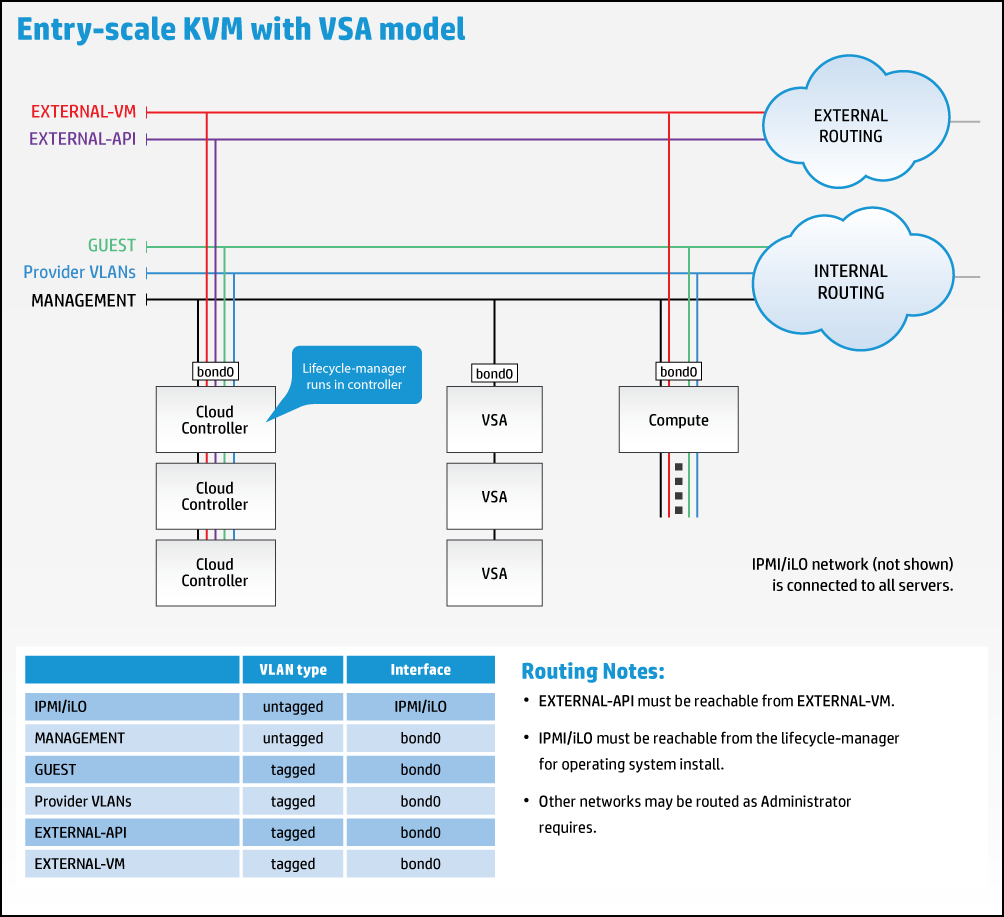 Entry-scale KVM with VSA model
EXTERNAL-VM
EXTERNAL-API
EXTERNAL
ROUTING
GUEST
Provider VLANs
MANAGEMENT
INTERNAL
ROUTING
bond0
bond0
bond0
Lifecycle-manager
runs in controller
Cloud
Controller
VSA
Compute
Cloud
Controller
VSA
Cloud
Controller
VSA
IPMI/iLO network (not shown)
is connected to all servers.
VLAN type Interface
IPMI/iLO untagged IPMI/iLO
MANAGEMENT untagged bond0
GUEST tagged bond0
Provider VLANs tagged bond0
EXTERNAL-API tagged bond0
EXTERNAL-VM tagged bond0
Routing Notes:
• EXTERNAL-API must be reachable from EXTERNAL-VM.
• IPMI/iLO must be reachable from the lifecycle-manager
for operating system install.
• Other networks may be routed as Administrator
requires.